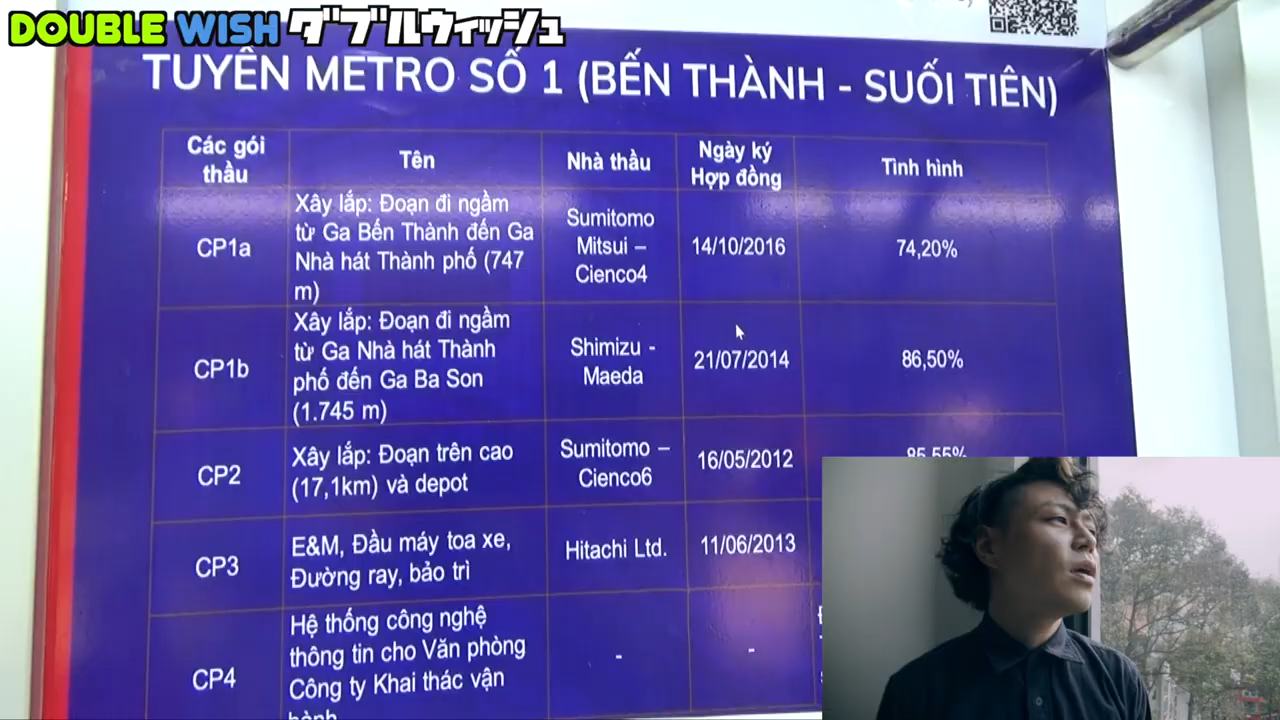 DOUBLE WISH ダブルウィッシュ
TUYẾN METRO SỐ 1 (BẾN THÀNH - SUỐI TIÊN)
Các gói
thầu
Tên
Nhà thầu
Ngày ký
Hợp đồng
Tình hình
CP1a
Xây lắp: Đoạn đi ngầm
từ Ga Bến Thành đến Ga
Nhà hát Thành phố (747
m)
Sumitomo
Mitsui –
Cienco4
14/10/2016
74,20%
CP1b
Xây lắp: Đoạn đi ngầm
từ Ga Nhà hát Thành
phố đến Ga Ba Son
(1.745 m)
Shimizu -
Maeda
21/07/2014
86,50%
CP2
Xây lắp: Đoạn trên cao
(17,1km) và depot
Sumitomo –
Cienco6
16/05/2012
85,55%
CP3
E&M, Đầu máy toa xe,
Đường ray, bảo trì
Hitachi Ltd.
11/06/2013
CP4
Hệ thống công nghệ
thông tin cho Văn phòng
Công ty Khai thác vận
hành
-
-